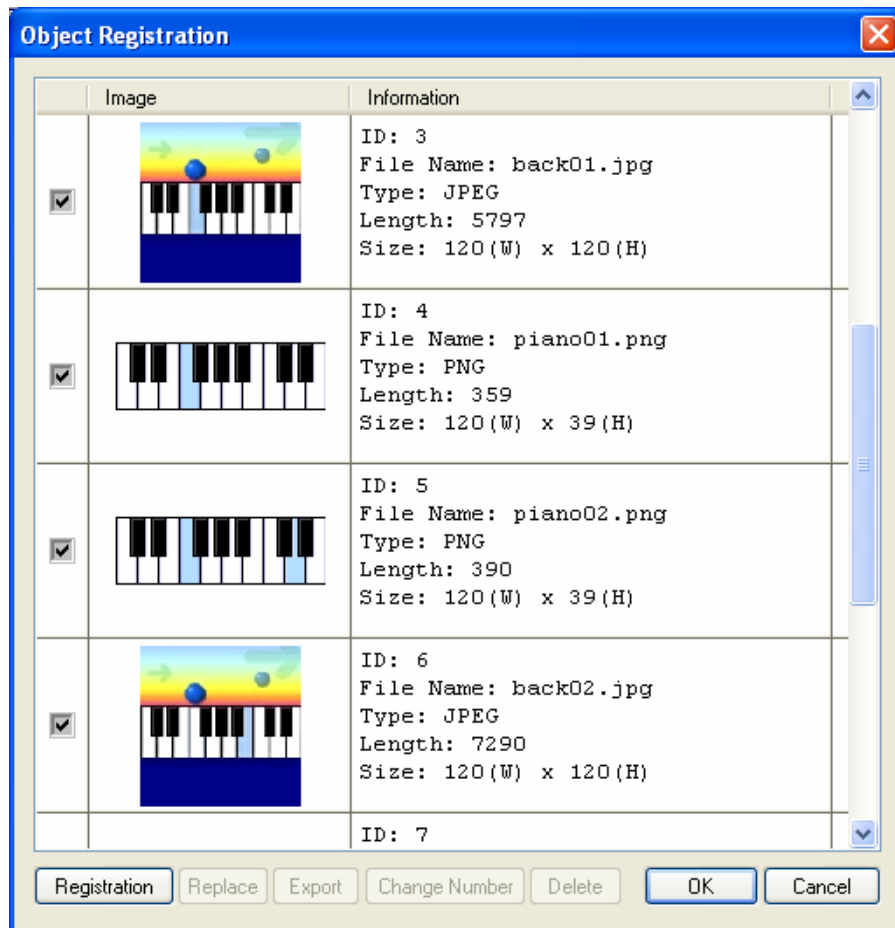 Object Registration
Image Information
ID: 3
File Name: back01.jpg
Type: JPEG
Length: 5797
Size: 120(W) x 120(H)
ID: 4
File Name: piano01.png
Type: PNG
Length: 359
Size: 120(W) x 39(H)
ID: 5
File Name: piano02.png
Type: PNG
Length: 390
Size: 120(W) x 39(H)
ID: 6
File Name: back02.jpg
Type: JPEG
Length: 7290
Size: 120(W) x 120(H)
ID: 7
Registration Replace Export Change Number Delete OK Cancel